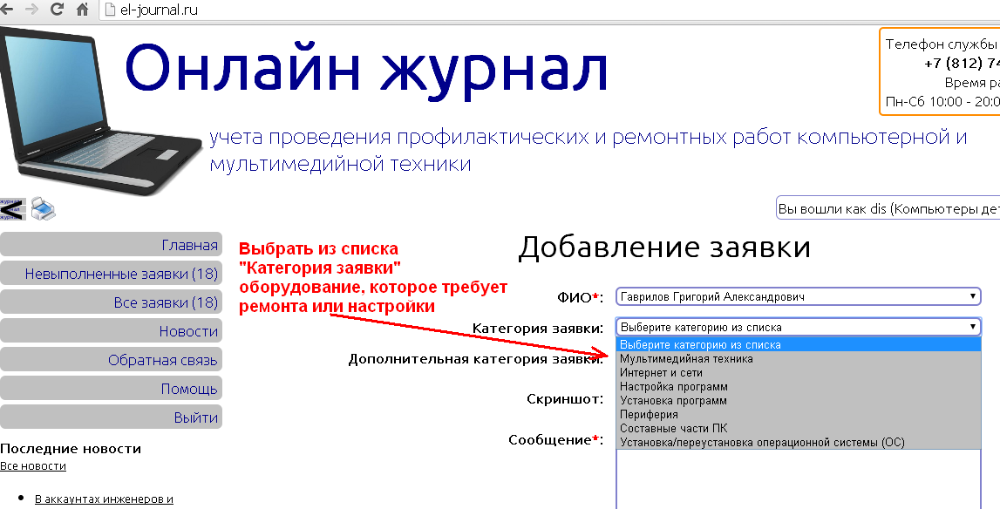 el-journal.ru
Онлайн журнал
учета проведения профилактических и ремонтных работ компьютерной и
мультимедийной техники
Телефон службы
+7 (812) 74
Время
Пн-Сб 10:00 - 20:0
журнал
журнал
Вы вошли как dis (Компьютеры
Главная
Невыполненные заявки (18)
Все заявки (18)
Новости
Обратная связь
Помощь
Выйти
Последние новости
Все новости
В аккаунтах инженеров и
Выбрать из списка
"Категория заявки"
оборудование, которое требует
ремонта или настройки
Добавление заявки
ФИО*: Гаврилов Григорий Александрович
Категория заявки: Выберите категорию из списка
Выберите категорию из списка
Мультимедийная техника
Интернет и сети
Настройка программ
Установка программ
Периферия
Составные части ПК
Установка/переустановка операционной системы (ОС)
Дополнительная категория заявки:
Скриншот:
Сообщение*: